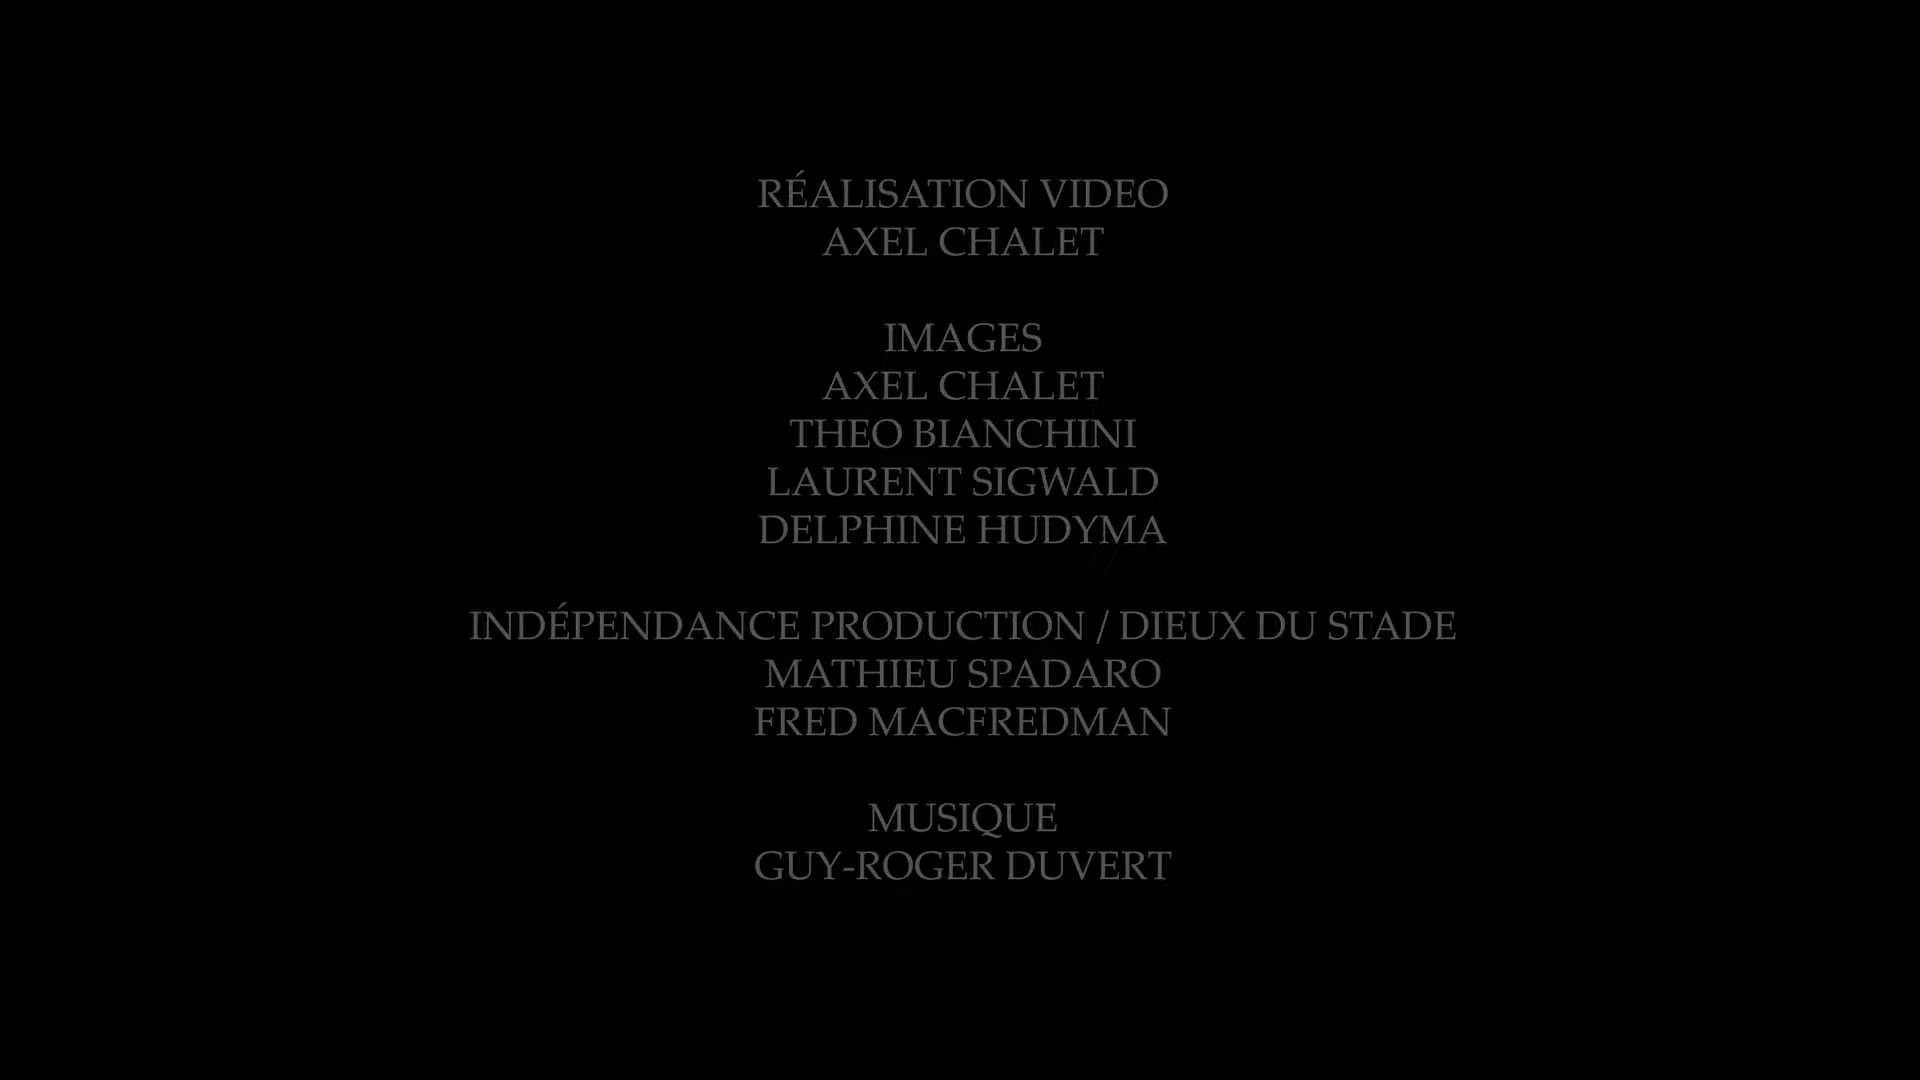 RÉALISATION VIDEO
AXEL CHALET
IMAGES
AXEL CHALET
THEO BIANCHINI
LAURENT SIGWALD
DELPHINE HUDYMA
INDÉPENDANCE PRODUCTION / DIEUX DU STADE
MATHIEU SPADARO
FRED MACFREDMAN
MUSIQUE
GUY-ROGER DUVERT